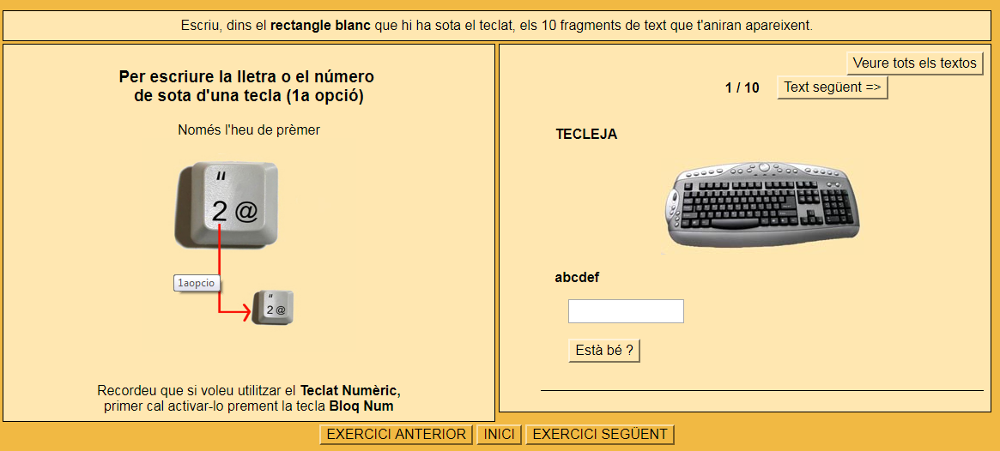 Escriu, dins el rectangle blanc que hi ha sota el teclat, els 10 fragments de text que t'aniran apareixent.
Per escriure la lletra o el número
de sota d'una tecla (1a opció)
Només l'heu de prèmer
"
2 @
1aopcio
"
2 @
Recordeu que si voleu utilitzar el Teclat Numèric,
primer cal activar-lo prement la tecla Bloq Num
Veure tots els textos
1 / 10 Text següent =>
TECLEJA
abcdef
Està bé ?
EXERCICI ANTERIOR INICI EXERCICI SEGÜENT